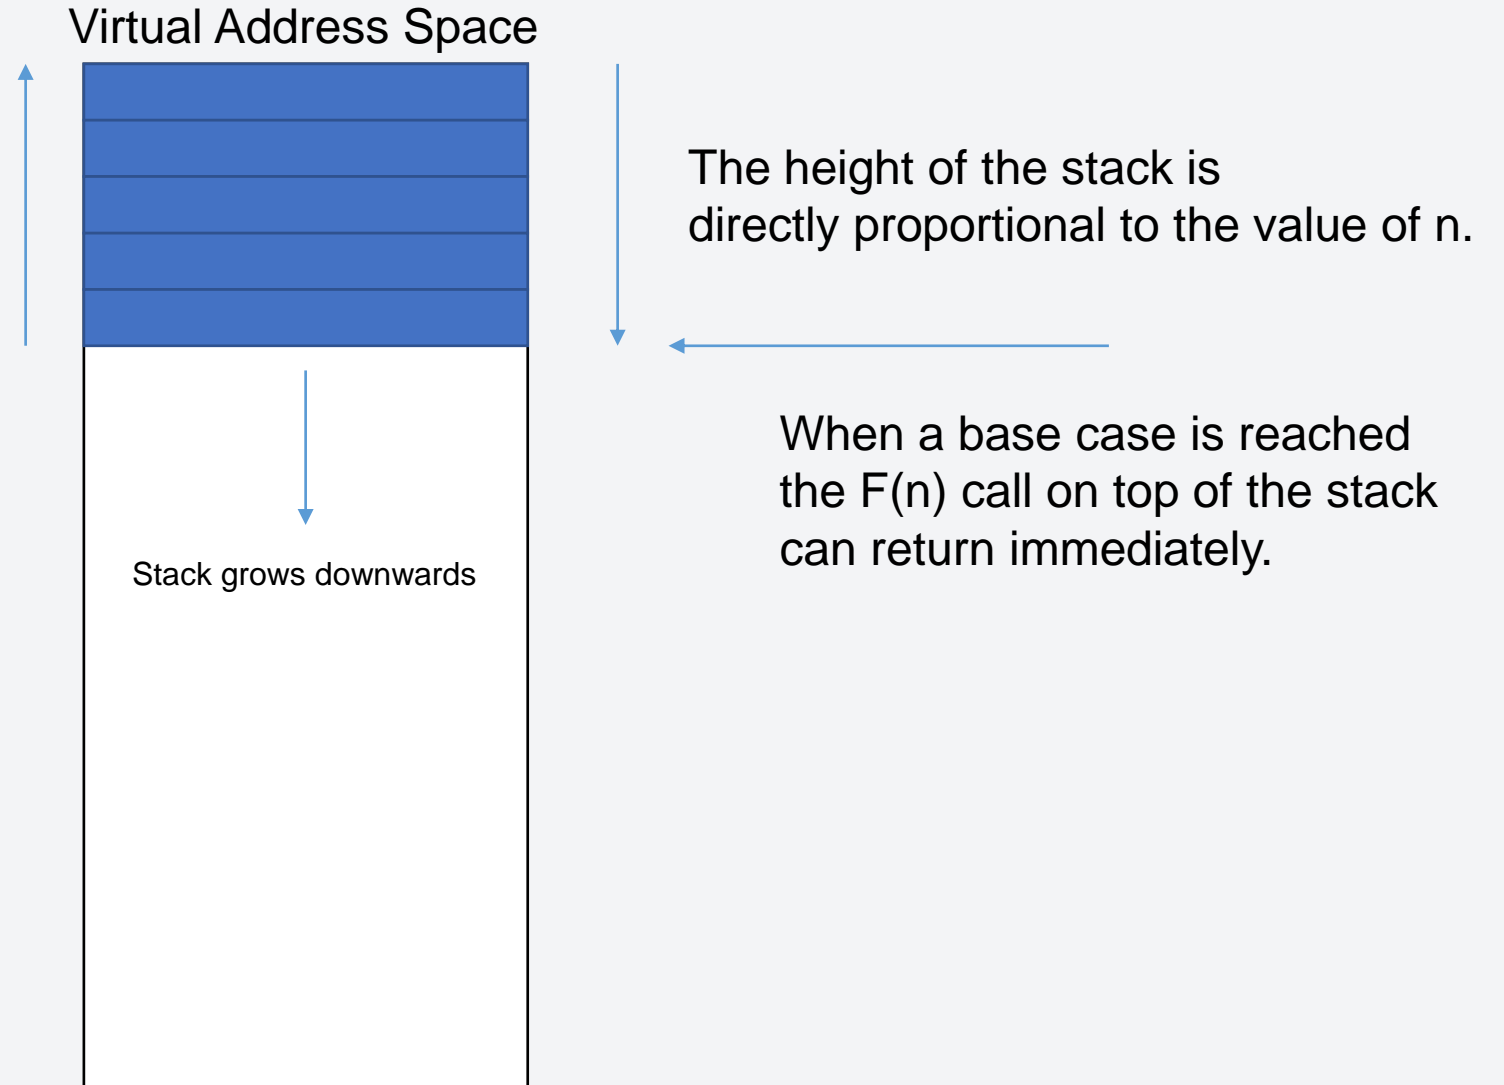 Virtual Address Space
The height of the stack is
directly proportional to the value of n.
When a base case is reached
the F(n) call on top of the stack
can return immediately.
Stack grows downwards